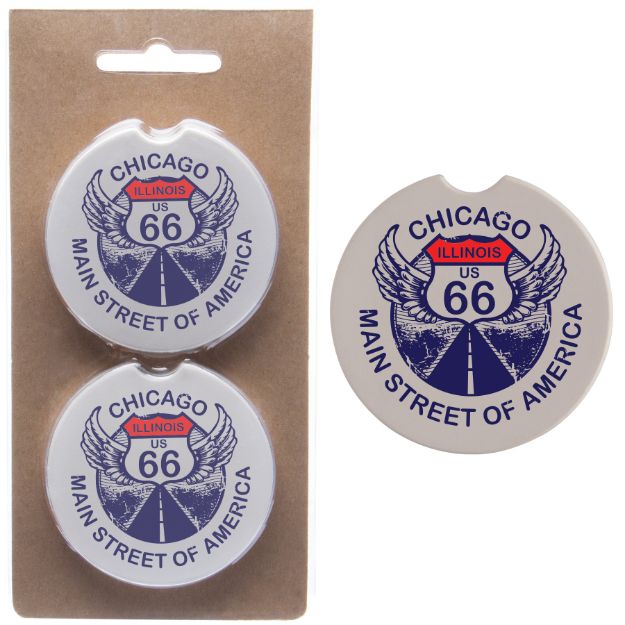 CHICAGO
ILLINOIS
US
66
MAIN STREET OF AMERICA
CHICAGO
ILLINOIS
US
66
MAIN STREET OF AMERICA
CHICAGO
ILLINOIS
US
66
MAIN STREET OF AMERICA